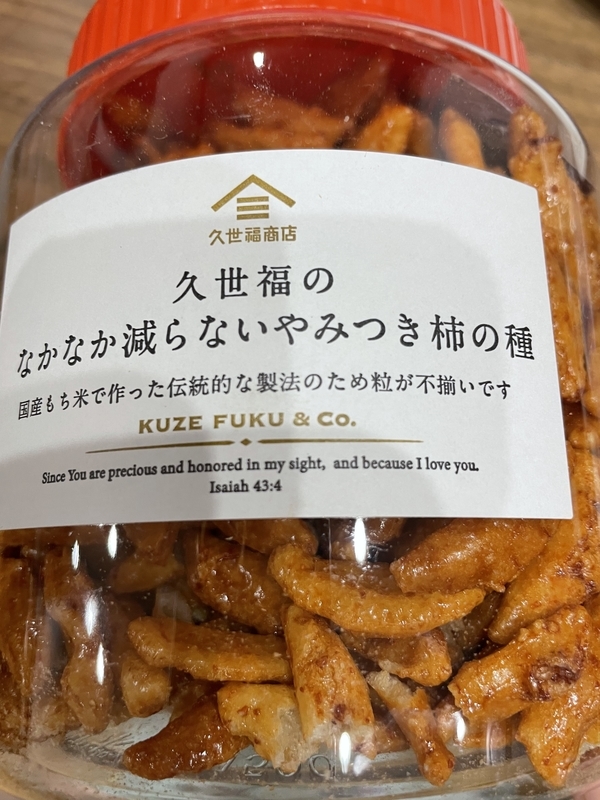 久世福商店
久世福の
なかなか減らないやみつき柿の種
国産もち米で作った伝統的な製法のため粒が不揃いです
KUZE FUKU & Co.
Since You are precious and honored in my sight, and because I love you.
Isaiah 43:4